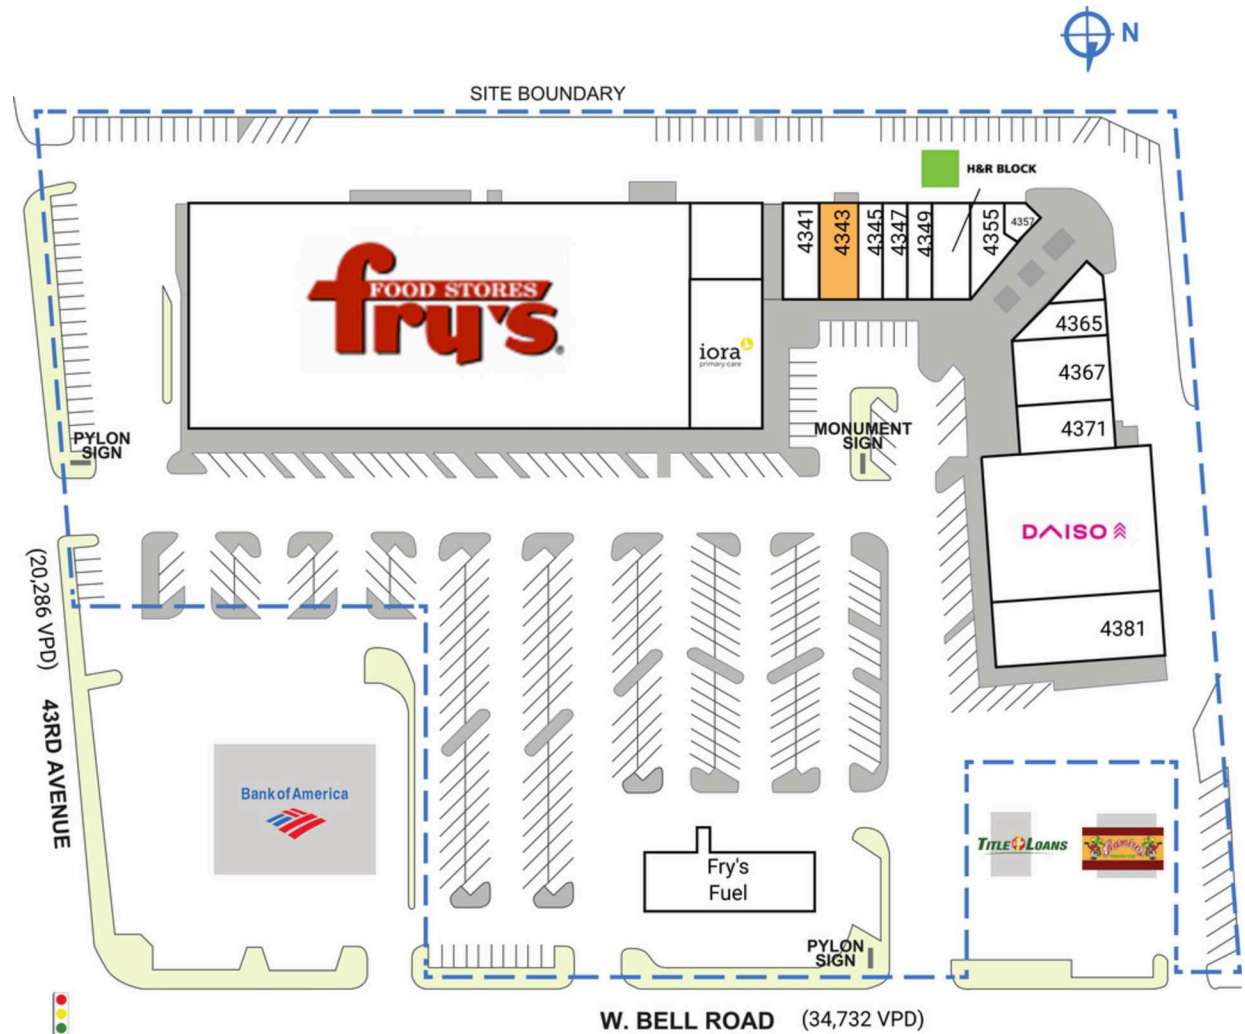 N
SITE BOUNDARY
H&R BLOCK
4341
4343
4345
4347
4349
4355
4357
fry's
FOOD STORES
iora
primary care
4365
4367
4371
PYLON
SIGN
MONUMENT
SIGN
DAISO
4381
(20,286 VPD)
43RD AVENUE
Bank of America
Fry's
Fuel
TITLE LOANS
Ramiro's
PYLON
SIGN
W. BELL ROAD (34,732 VPD)